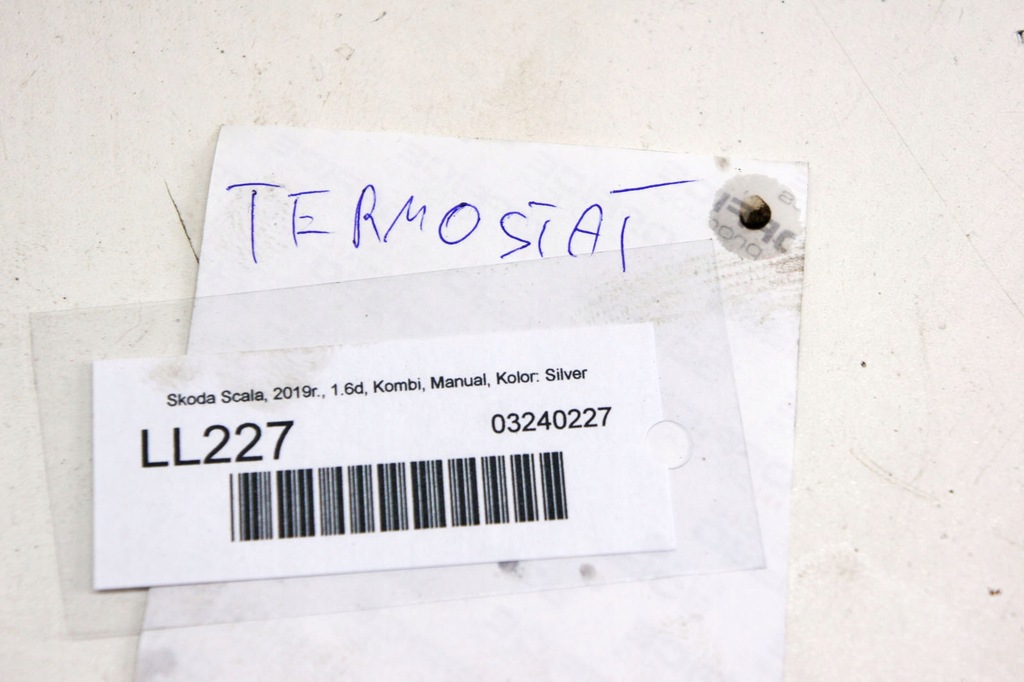 TERMOSTAT
Skoda Scala, 2019r., 1.6d, Kombi, Manual, Kolor: Silver
LL227
03240227